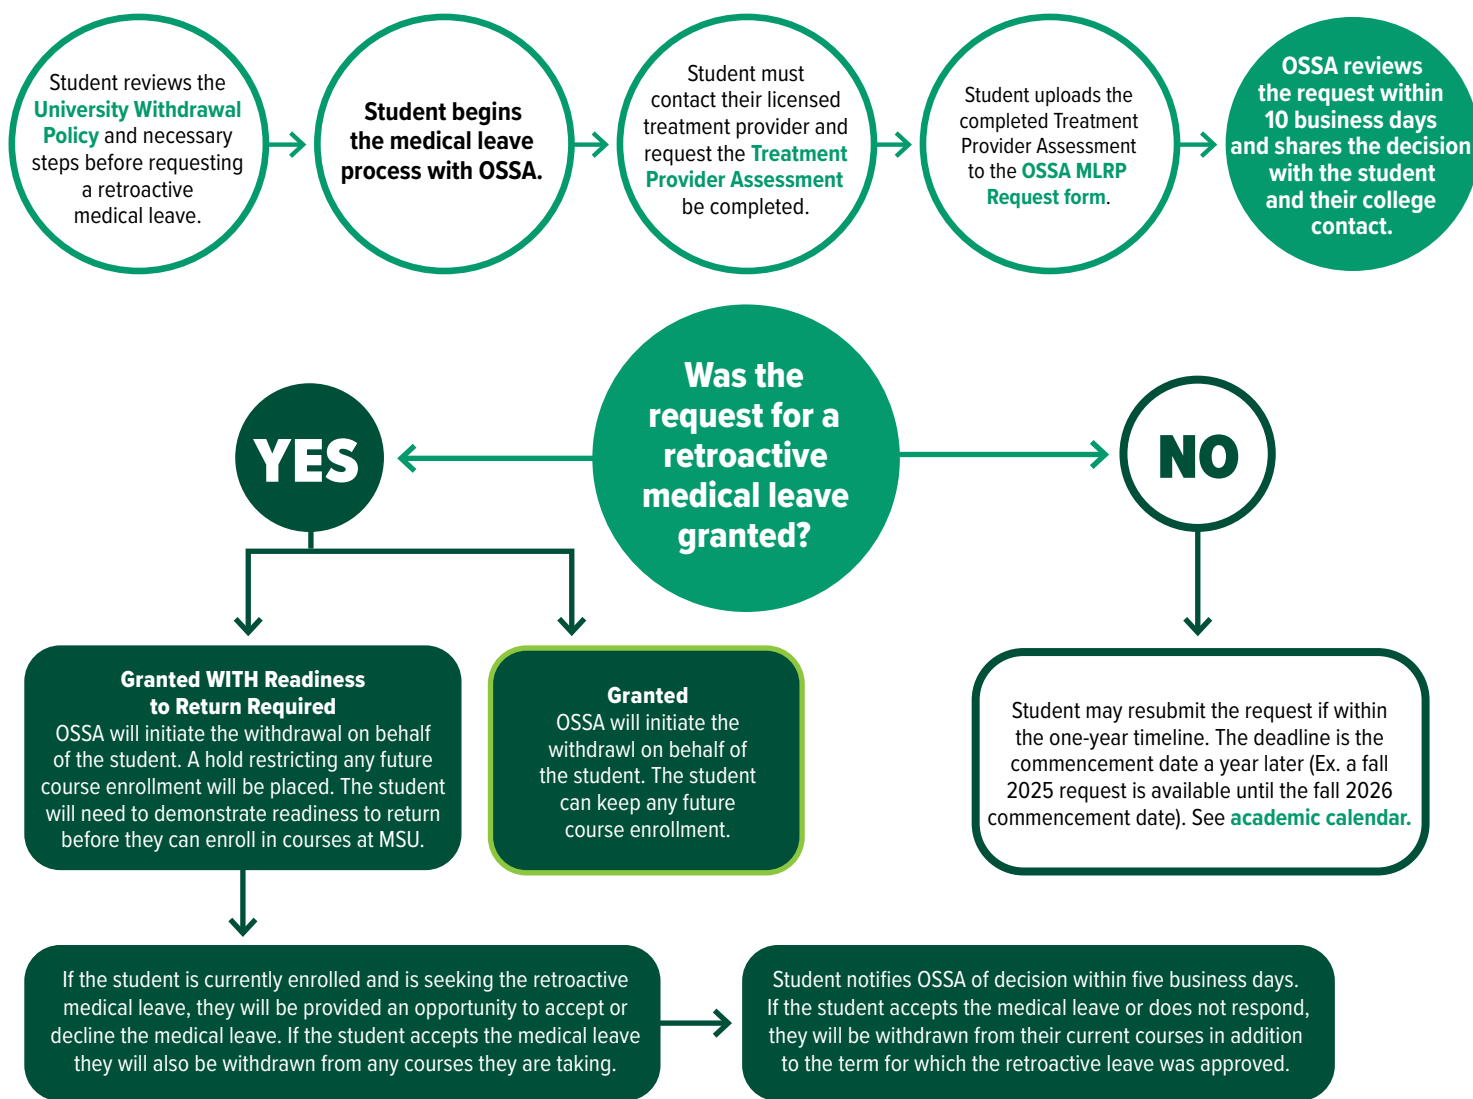 Student reviews the
University Withdrawal
Policy and necessary
steps before requesting
a retroactive
medical leave.
Student begins
the medical leave
process with OSSA.
Student must
contact their licensed
treatment provider and
request the Treatment
Provider Assessment
be completed.
Student uploads the
completed Treatment
Provider Assessment
to the OSSA MLRP
Request form.
OSSA reviews
the request within
10 business days
and shares the decision
with the student
and their college
contact.
Was the
request for a
retroactive
medical leave
granted?
YES
NO
Granted WITH Readiness
to Return Required
OSSA will initiate the withdrawal on behalf
of the student. A hold restricting any future
course enrollment will be placed. The student
will need to demonstrate readiness to return
before they can enroll in courses at MSU.
Granted
OSSA will initiate the
withdrawl on behalf of
the student. The student
can keep any future
course enrollment.
Student may resubmit the request if within
the one-year timeline. The deadline is the
commencement date a year later (Ex. a fall
2025 request is available until the fall 2026
commencement date). See academic calendar.
If the student is currently enrolled and is seeking the retroactive
medical leave, they will be provided an opportunity to accept or
decline the medical leave. If the student accepts the medical leave
they will also be withdrawn from any courses they are taking.
Student notifies OSSA of decision within five business days.
If the student accepts the medical leave or does not respond,
they will be withdrawn from their current courses in addition
to the term for which the retroactive leave was approved.